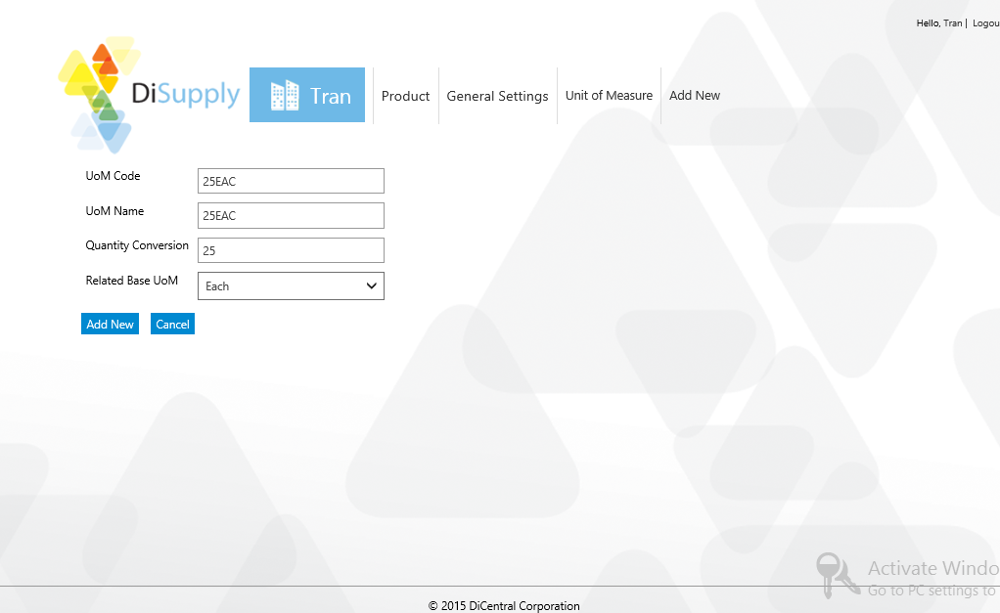 Hello, Tran | Logou
DiSupply
Tran
Product
General Settings
Unit of Measure
Add New
UoM Code
25EAC
UoM Name
25EAC
Quantity Conversion
25
Related Base UoM
Each
Add New
Cancel
Activate Windo
Go to PC settings to
© 2015 DiCentral Corporation